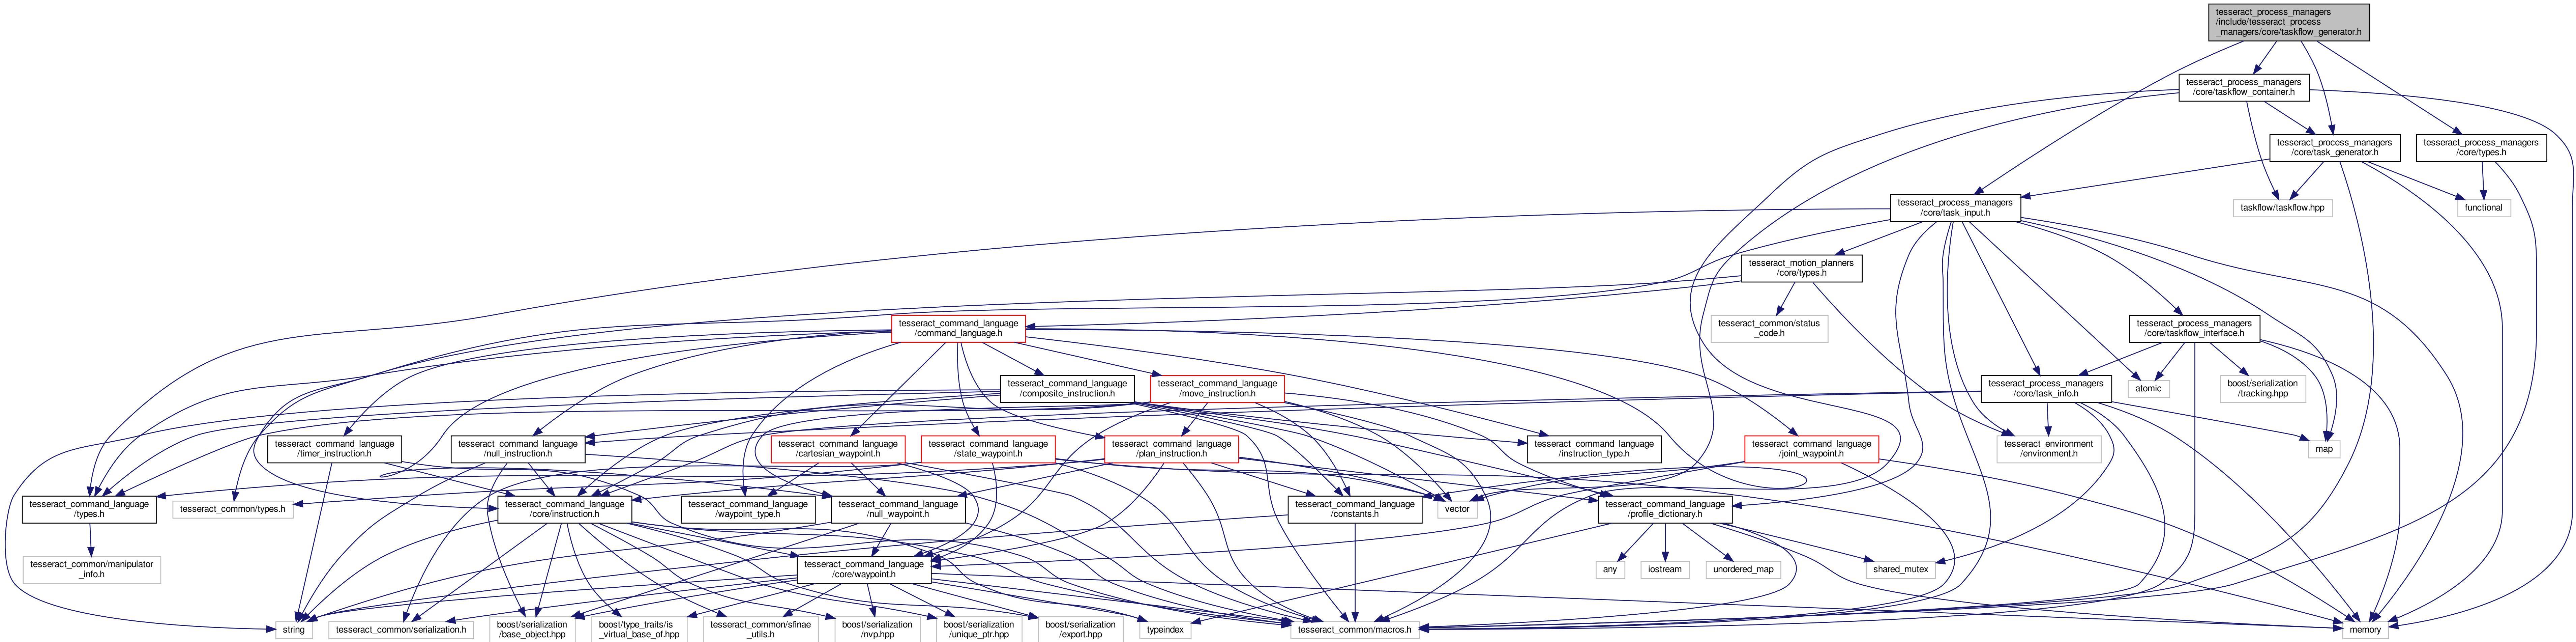 tesseract_process_managers
/include/tesseract_process
_managers/core/taskflow_generator.h
tesseract_process_managers
/core/taskflow_container.h
tesseract_process_managers
/core/task_generator.h
tesseract_process_managers
/core/types.h
tesseract_process_managers
/core/task_input.h
taskflow/taskflow.hpp
functional
tesseract_motion_planners
/core/types.h
tesseract_command_language
/command_language.h
tesseract_common/status
_code.h
tesseract_process_managers
/core/taskflow_interface.h
tesseract_command_language
/composite_instruction.h
tesseract_command_language
/move_instruction.h
tesseract_process_managers
/core/task_info.h
atomic
boost/serialization
/tracking.hpp
tesseract_command_language
/timer_instruction.h
tesseract_command_language
/null_instruction.h
tesseract_command_language
/cartesian_waypoint.h
tesseract_command_language
/state_waypoint.h
tesseract_command_language
/plan_instruction.h
tesseract_command_language
/instruction_type.h
tesseract_command_language
/joint_waypoint.h
tesseract_environment
/environment.h
map
tesseract_command_language
/types.h
tesseract_common/types.h
tesseract_command_language
/core/instruction.h
tesseract_command_language
/waypoint_type.h
tesseract_command_language
/null_waypoint.h
tesseract_command_language
/constants.h
vector
tesseract_command_language
/profile_dictionary.h
tesseract_common/manipulator
_info.h
tesseract_command_language
/core/waypoint.h
any
iostream
unordered_map
shared_mutex
string
tesseract_common/serialization.h
boost/serialization
/base_object.hpp
boost/type_traits/is
_virtual_base_of.hpp
tesseract_common/sfinae
_utils.h
boost/serialization
/nvp.hpp
boost/serialization
/unique_ptr.hpp
boost/serialization
/export.hpp
typeindex
tesseract_common/macros.h
memory